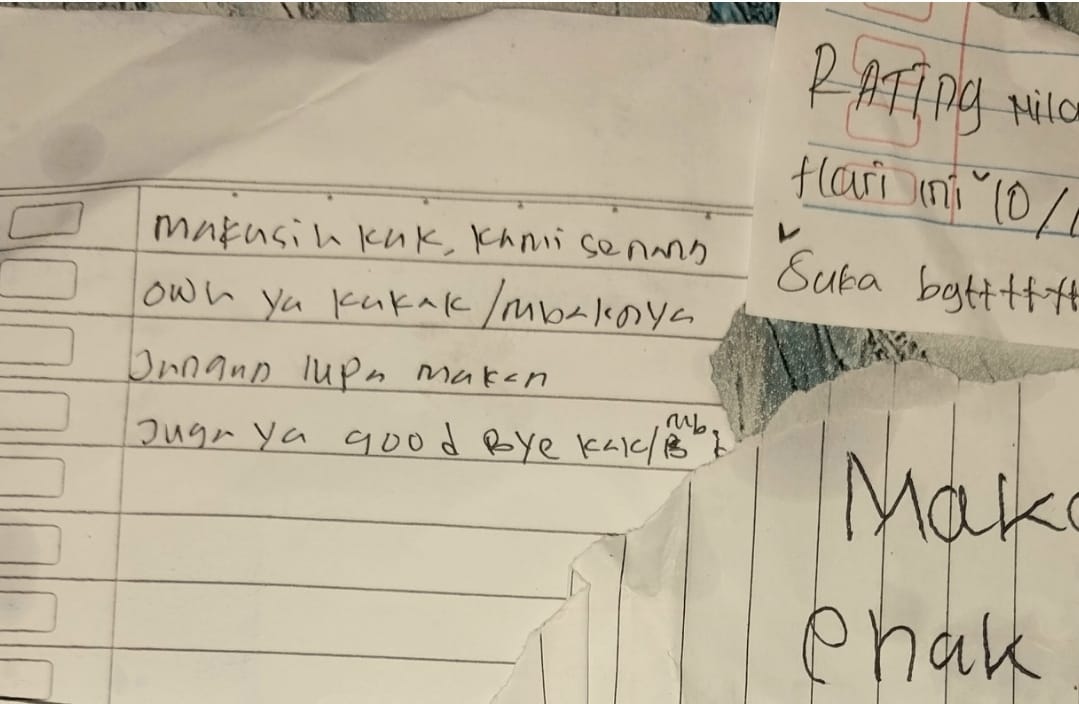 makasih kak, kami senang
owh ya kakak/mbaknya
Jangan lupa makan
Juga ya good Bye kak/mb
RATING
Hari ini 10/
Suka bgttttt
enak